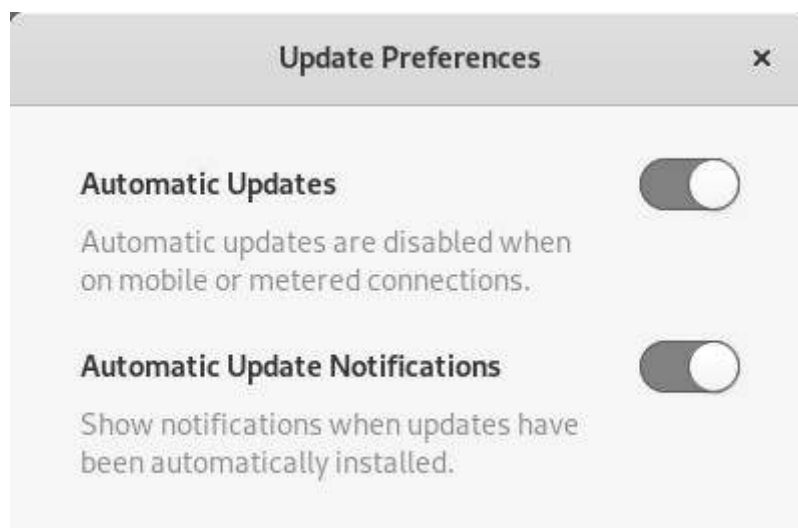 Update Preferences
Automatic Updates
Automatic updates are disabled when
on mobile or metered connections.
Automatic Update Notifications
Show notifications when updates have
been automatically installed.